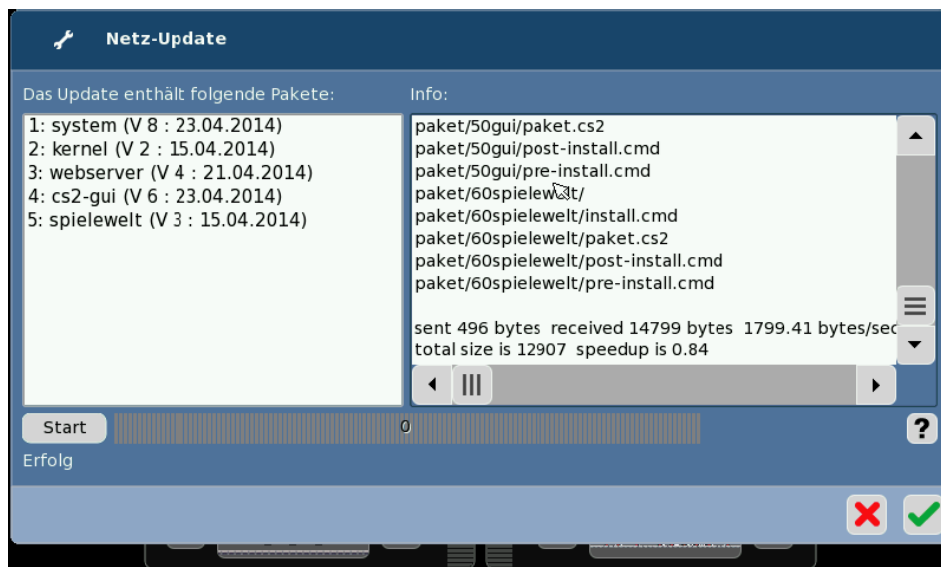 Netz-Update
Das Update enthält folgende Pakete:
1: system (V 8 : 23.04.2014)
2: kernel (V 2 : 15.04.2014)
3: webserver (V 4 : 21.04.2014)
4: cs2-gui (V 6 : 23.04.2014)
5: spielewelt (V 3 : 15.04.2014)
Info:
paket/50gui/paket.cs2
paket/50gui/post-install.cmd
paket/50gui/pre-install.cmd
paket/60spielewelt/
paket/60spielewelt/install.cmd
paket/60spielewelt/paket.cs2
paket/60spielewelt/post-install.cmd
paket/60spielewelt/pre-install.cmd
sent 496 bytes received 14799 bytes 1799.41 bytes/sec
total size is 12907 speedup is 0.84
Start
0
?
Erfolg